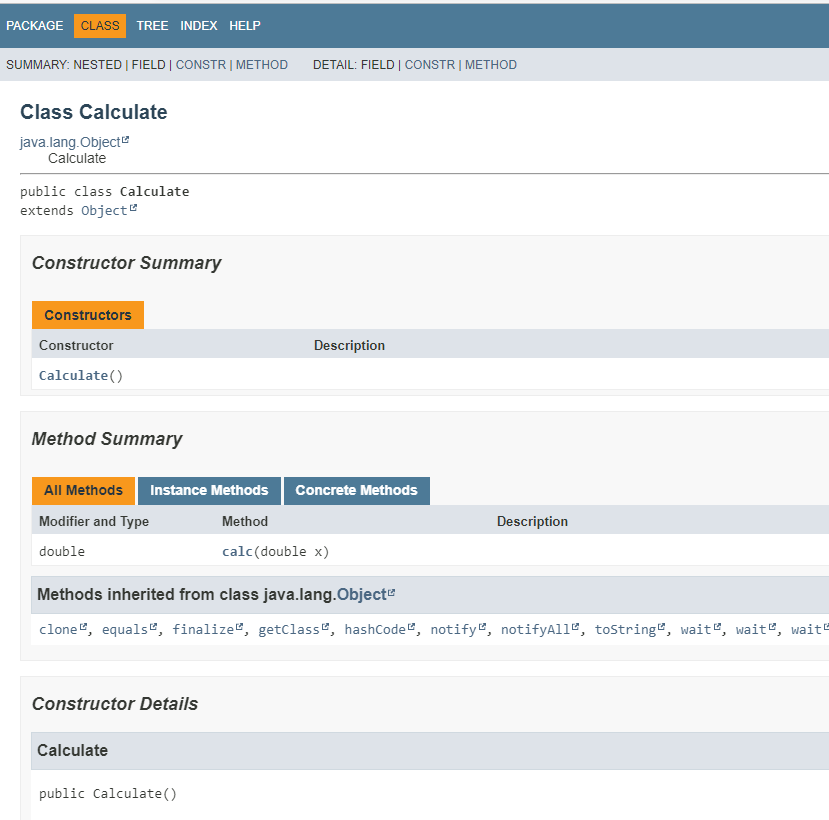 PACKAGE CLASS TREE INDEX HELP
SUMMARY: NESTED | FIELD | CONSTR | METHOD DETAIL: FIELD | CONSTR | METHOD
Class Calculate
java.lang.Object
Calculate
public class Calculate
extends Object
Constructor Summary
Constructors
Constructor Description
Calculate()
Method Summary
All Methods Instance Methods Concrete Methods
Modifier and Type Method Description
double calc(double x)
Methods inherited from class java.lang.Object
clone, equals, finalize, getClass, hashCode, notify, notifyAll, toString, wait, wait, wait
Constructor Details
Calculate
public Calculate()